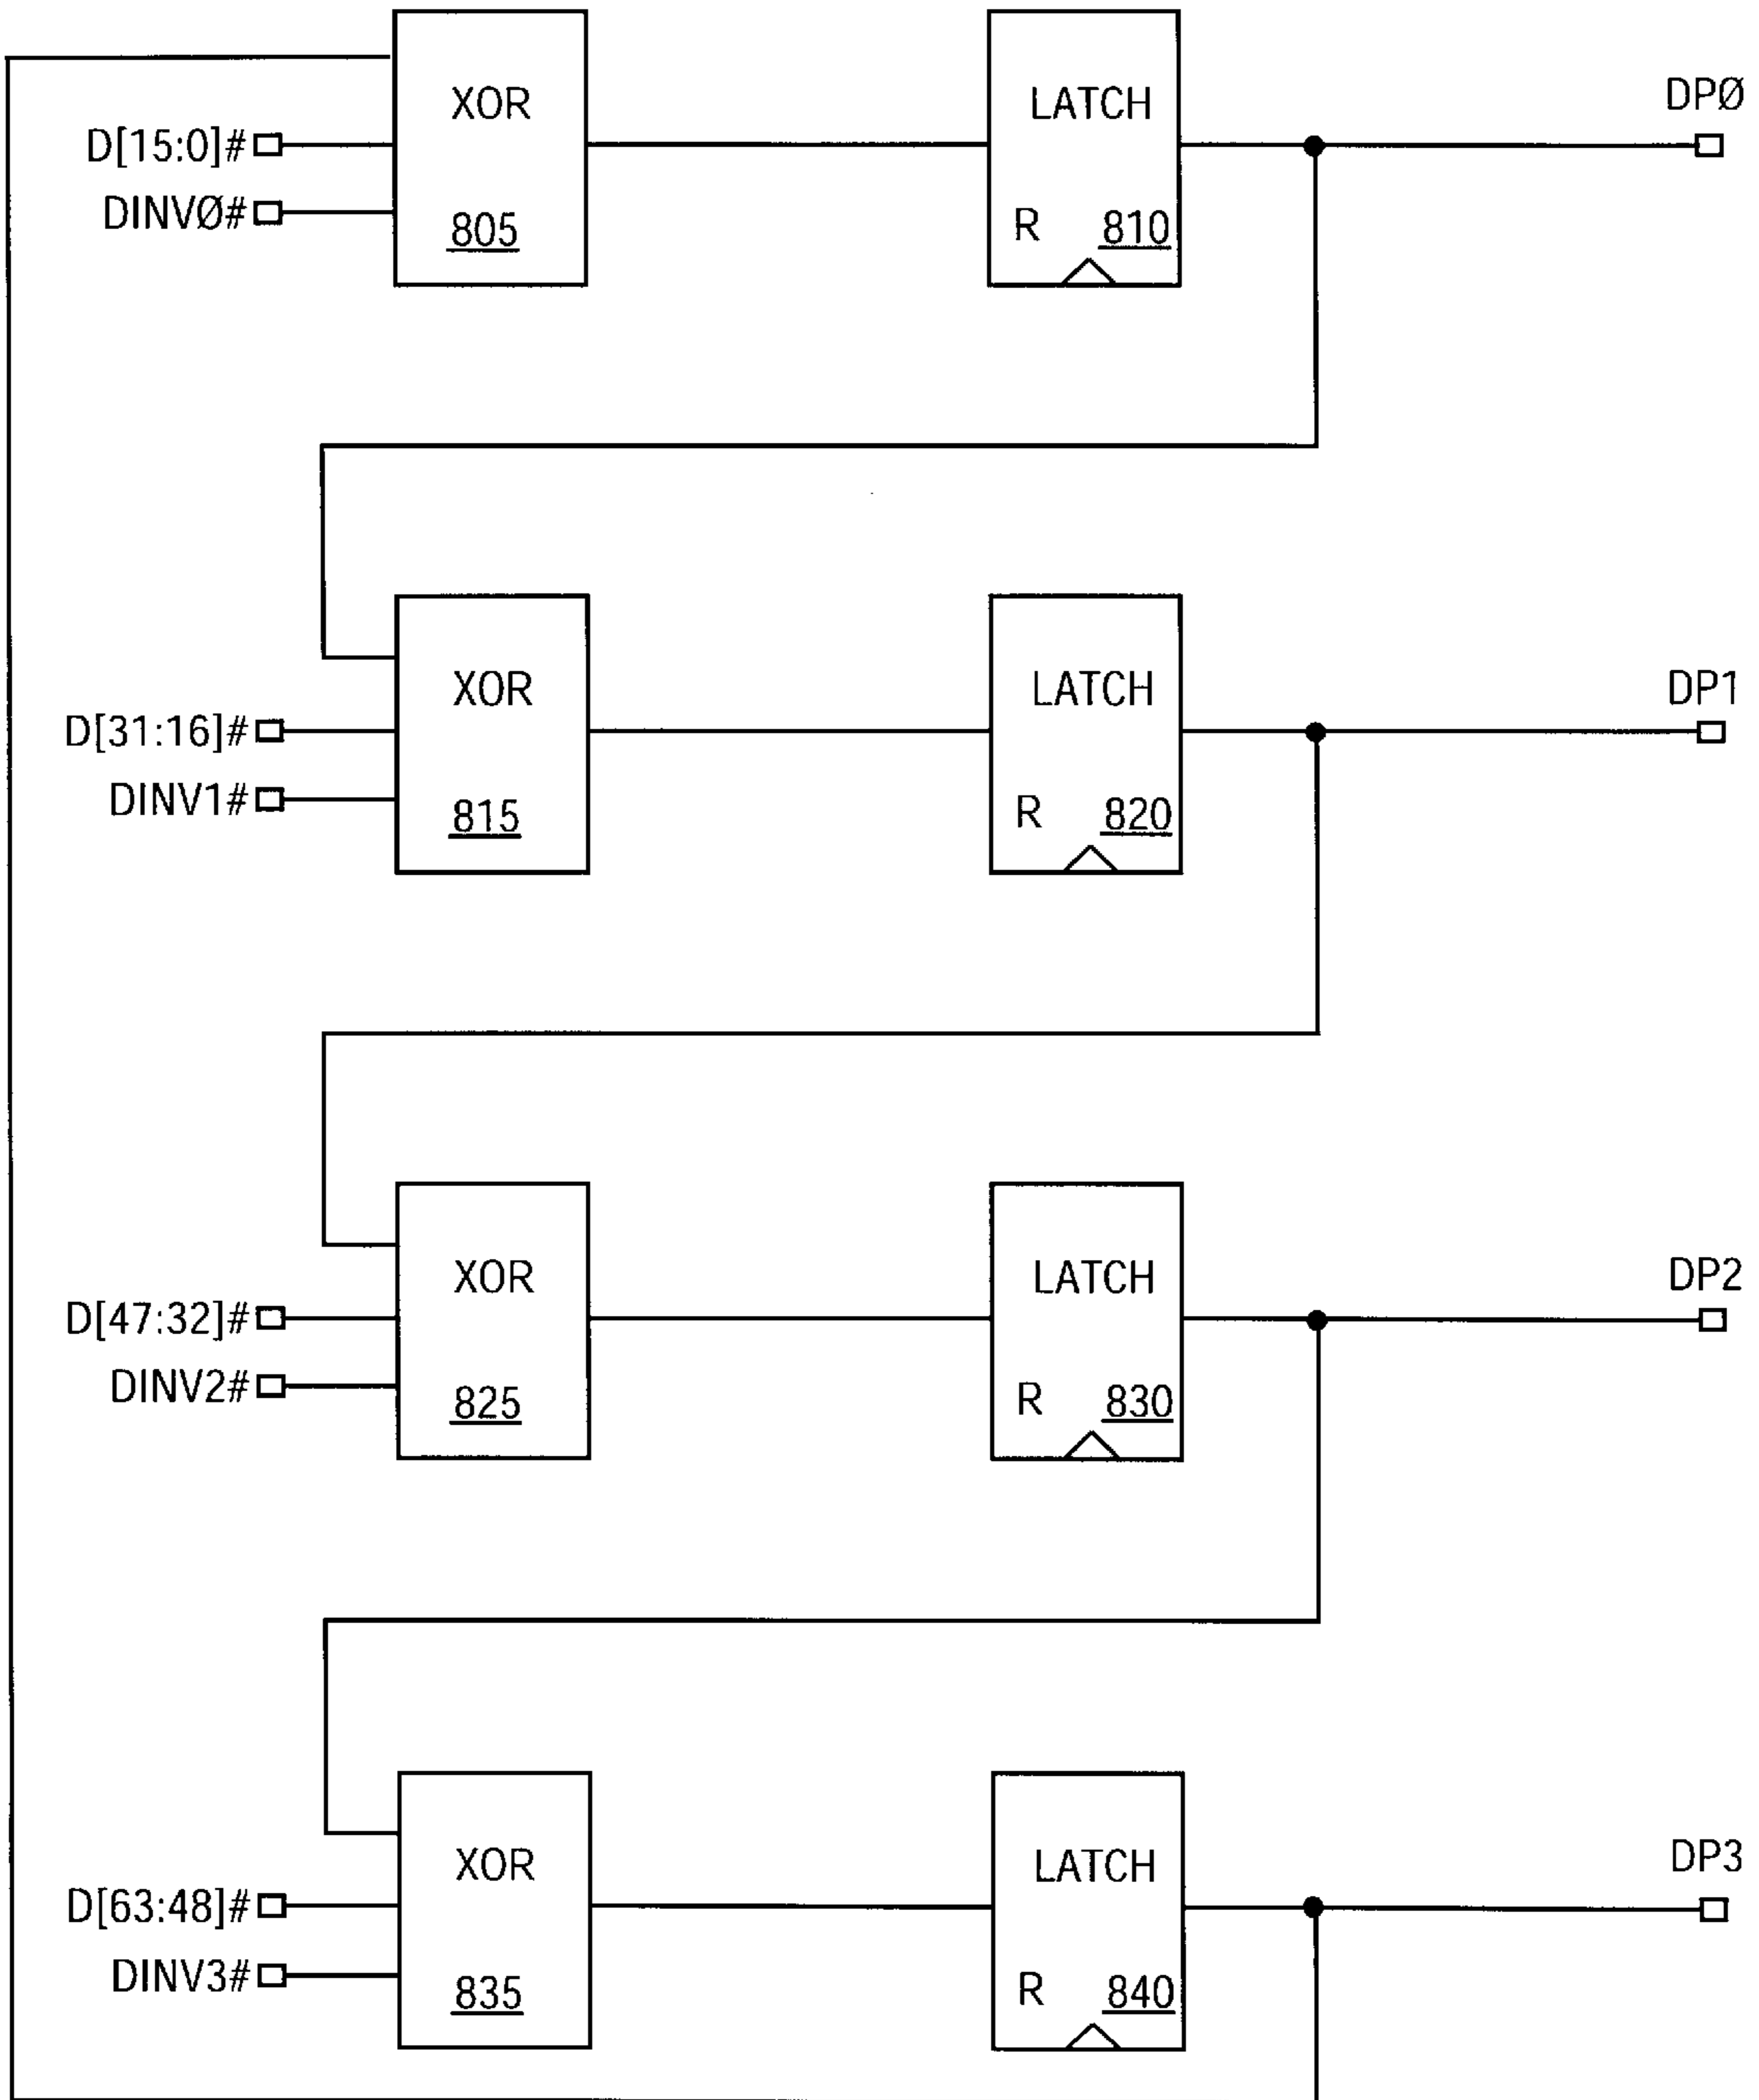 XOR
LATCH
DPØ
D[15:0]#
DINVØ#
805
R
810
XOR
LATCH
DP1
D[31:16]#
DINV1#
815
R
820
XOR
LATCH
DP2
D[47:32]#
DINV2#
825
R
830
XOR
LATCH
DP3
D[63:48]#
DINV3#
835
R
840